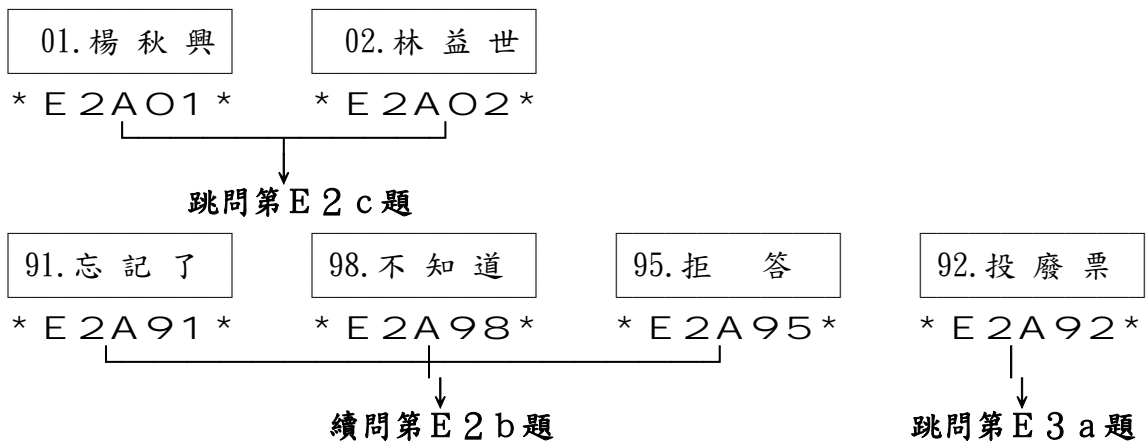 01.楊 秋 興 02.林 益 世
*E2A01* *E2A02*
跳問第E2c題
91.忘 記 了 98.不 知 道 95.拒 答 92.投 廢 票
*E2A91* *E2A98* *E2A95* *E2A92*
續問第E2b題 跳問第E3a題